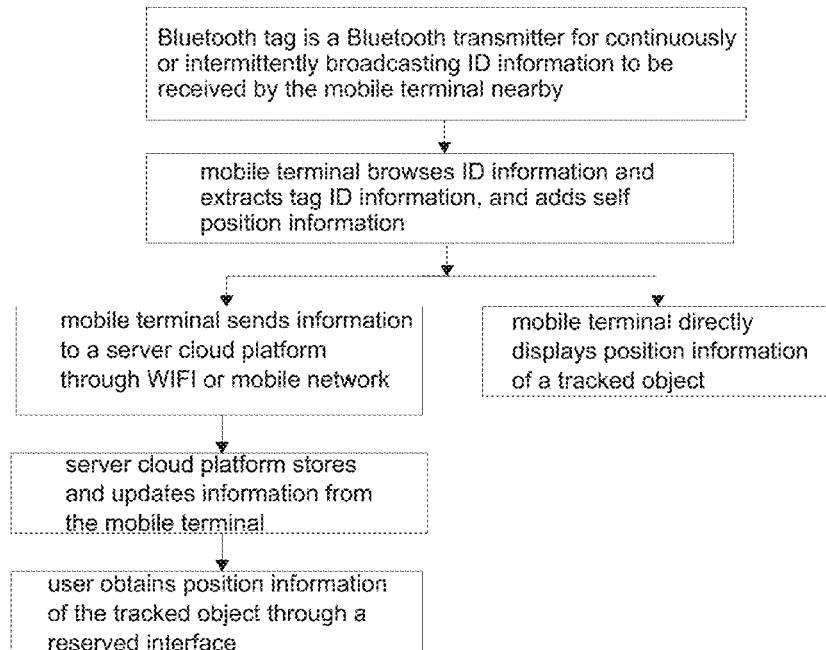 Bluetooth tag is a Bluetooth transmitter for continuously
or intermittently broadcasting ID information to be
received by the mobile terminal nearby
mobile terminal browses ID information and
extracts tag ID information, and adds self
position information
mobile terminal sends information
to a server cloud platform
through WIFI or mobile network
mobile terminal directly
displays position information
of a tracked object
server cloud platform stores
and updates information from
the mobile terminal
user obtains position information
of the tracked object through a
reserved interface